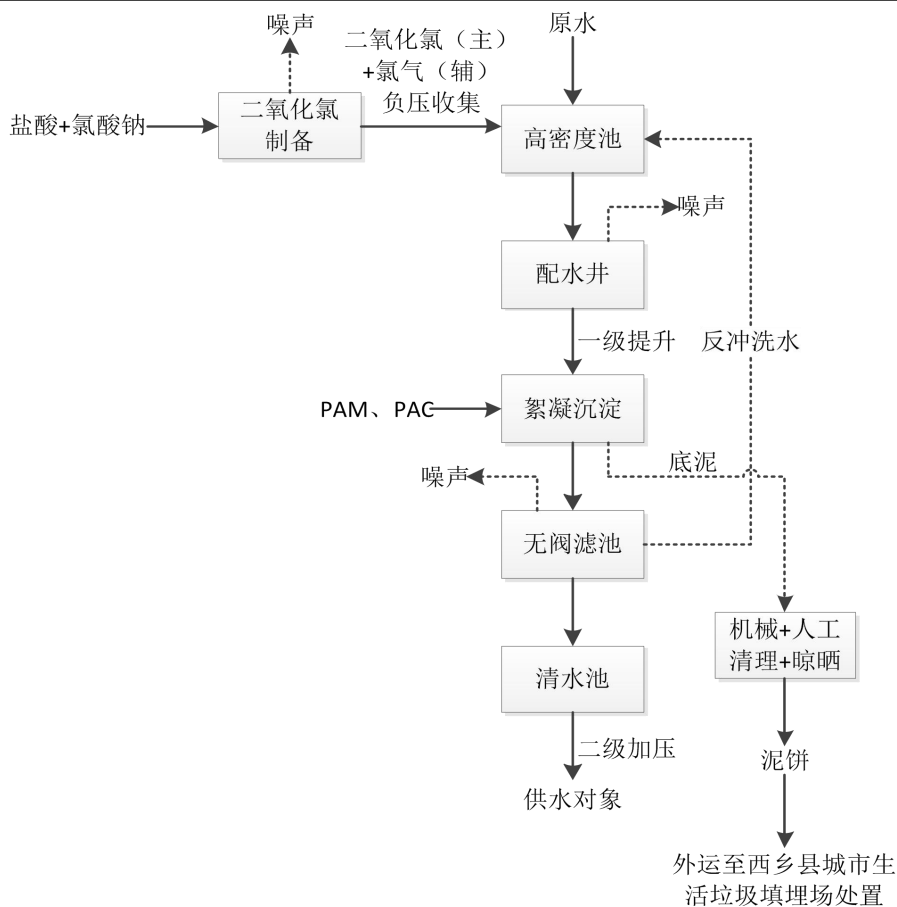 噪声
二氧化氯（主）
+氯气（辅）
负压收集
原水
盐酸+氯酸钠
二氧化氯
制备
高密度池
噪声
配水井
一级提升
反冲洗水
PAM、PAC
絮凝沉淀
底泥
噪声
无阀滤池
机械+人工
清理+晾晒
清水池
二级加压
泥饼
供水对象
外运至西乡县城市生
活垃圾填埋场处置